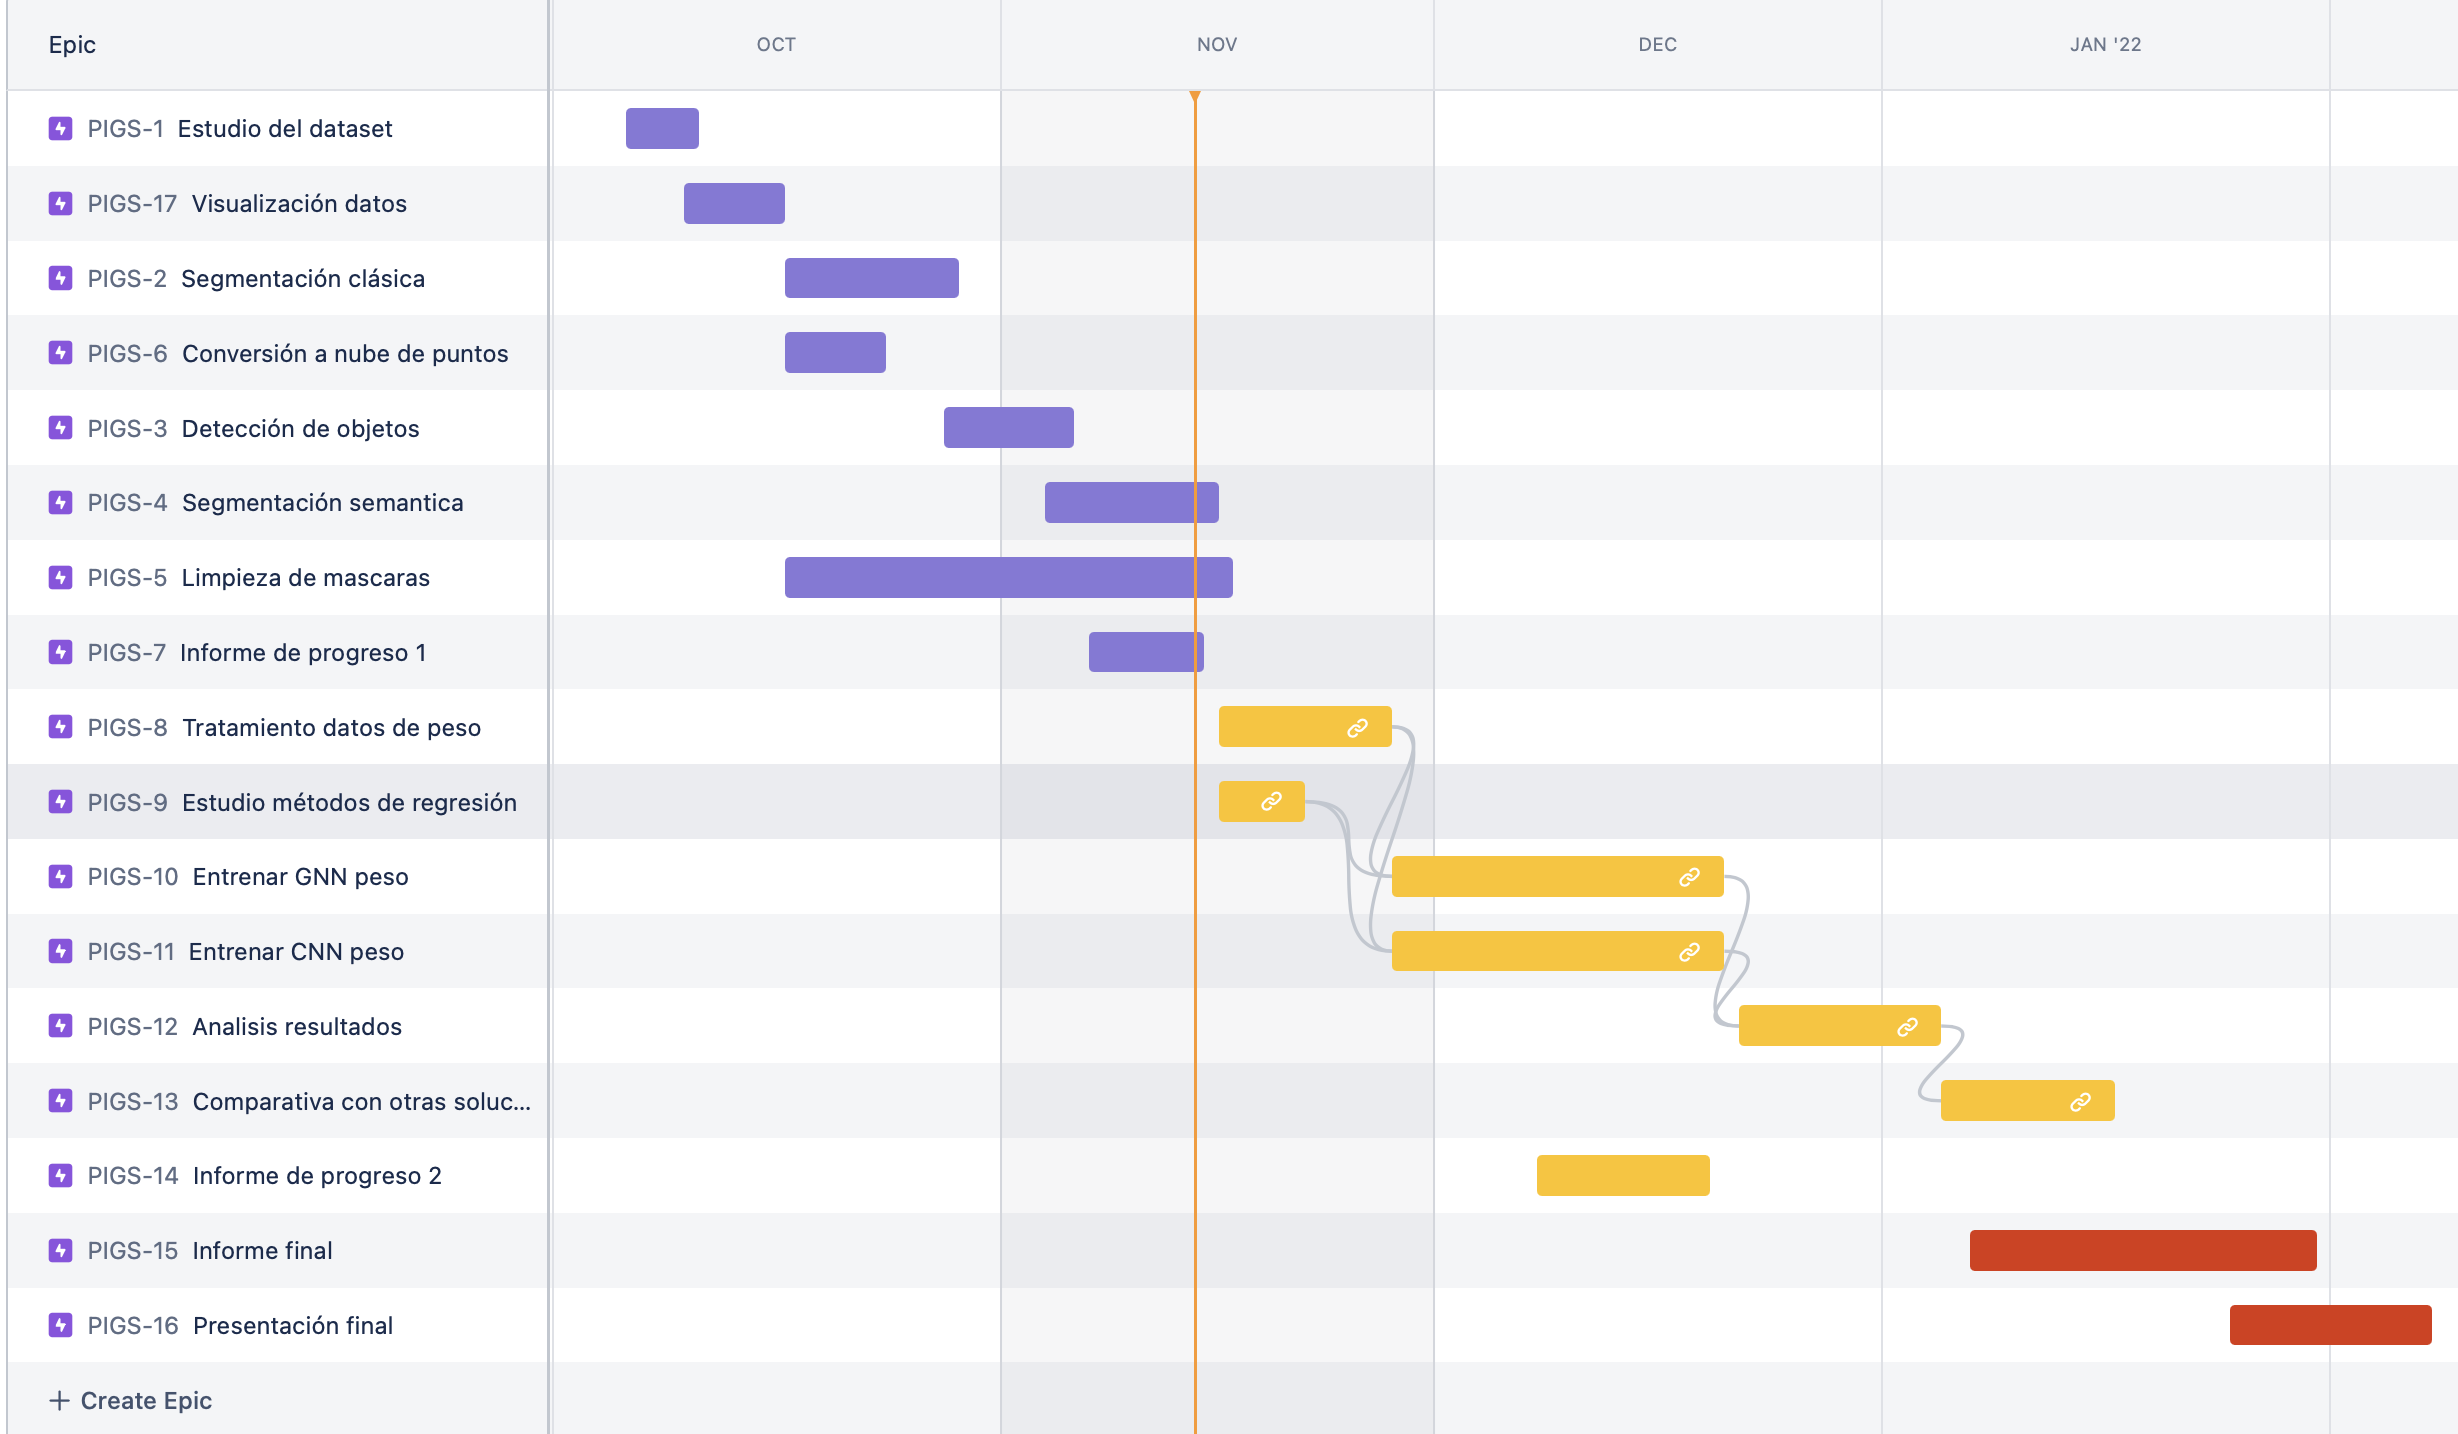 Epic
OCT
NOV
DEC
JAN '22
PIGS-1 Estudio del dataset
PIGS-17 Visualización datos
PIGS-2 Segmentación clásica
PIGS-6 Conversión a nube de puntos
PIGS-3 Detección de objetos
PIGS-4 Segmentación semantica
PIGS-5 Limpieza de mascaras
PIGS-7 Informe de progreso 1
PIGS-8 Tratamiento datos de peso
PIGS-9 Estudio métodos de regresión
PIGS-10 Entrenar GNN peso
PIGS-11 Entrenar CNN peso
PIGS-12 Analisis resultados
PIGS-13 Comparativa con otras soluc...
PIGS-14 Informe de progreso 2
PIGS-15 Informe final
PIGS-16 Presentación final
+ Create Epic